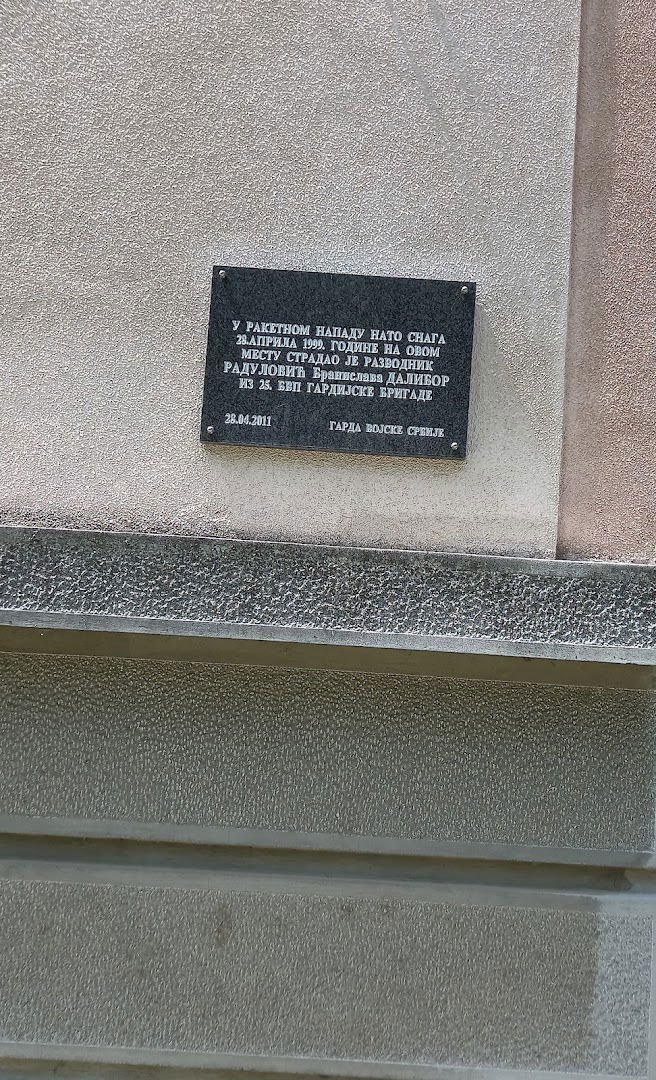 У РАКЕТНОМ НАПАДУ НАТО СНАГА
28.АПРИЛА 1999. ГОДИНЕ НА ОВОМ
МЕСТУ СТРАДАО ЈЕ РАЗВОДНИК
РАДУЛОВИЋ Бранислава ДАЛИБОР
ИЗ 25. БВП ГАРДИЈСКЕ БРИГАДЕ
28.04.2011
ГАРДА ВОЈСКЕ СРБИЈЕ